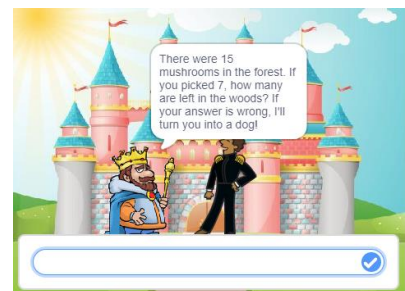 There were 15
mushrooms in the forest. If
you picked 7, how many
are left in the woods? If
your answer is wrong, I'll
turn you into a dog!